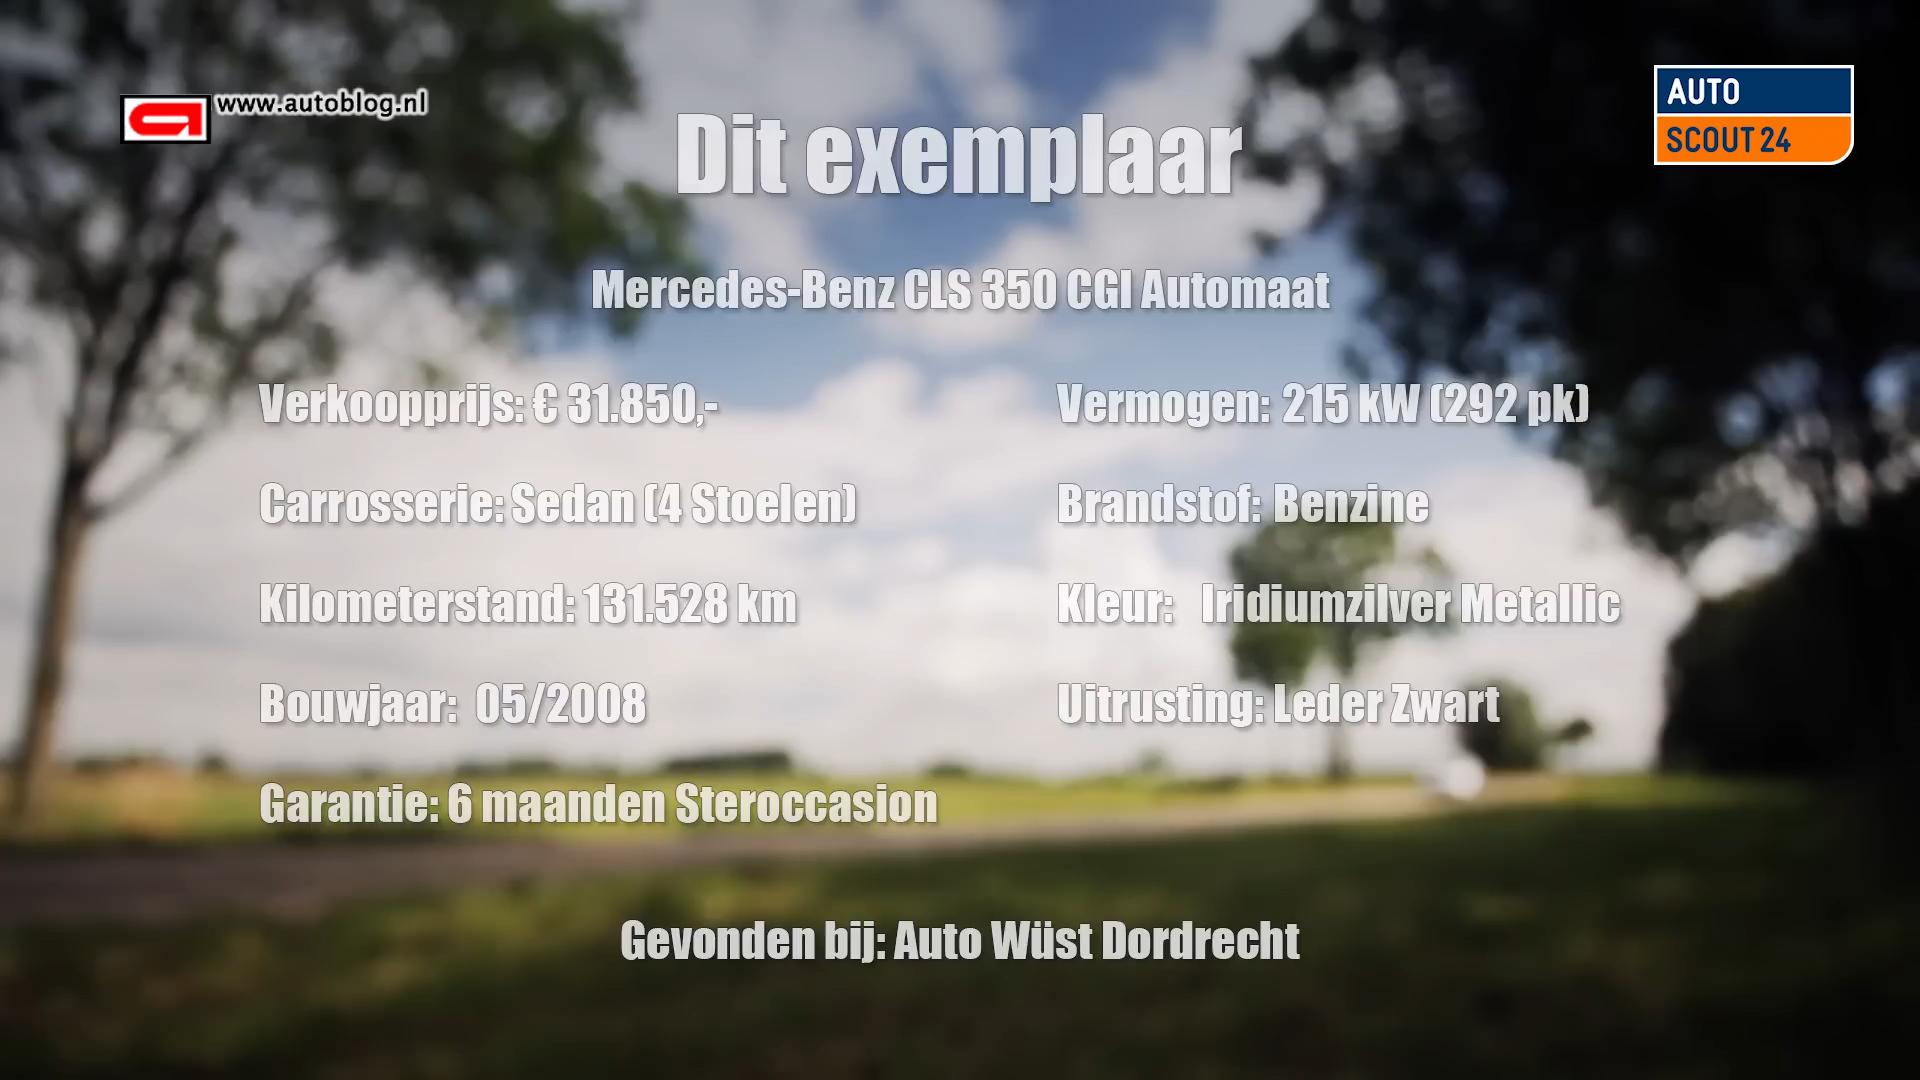 www.autoblog.nl
AUTO
SCOUT 24
Dit exemplaar
Mercedes-Benz CLS 350 CGI Automaat
Verkoopprijs: € 31.850,-
Carrosserie: Sedan (4 Stoelen)
Kilometerstand: 131.528 km
Bouwjaar: 05/2008
Garantie: 6 maanden Steroccasion
Vermogen: 215 kW (292 pk)
Brandstof: Benzine
Kleur: Iridiumzilver Metallic
Uitrusting: Leder Zwart
Gevonden bij: Auto Wüst Dordrecht